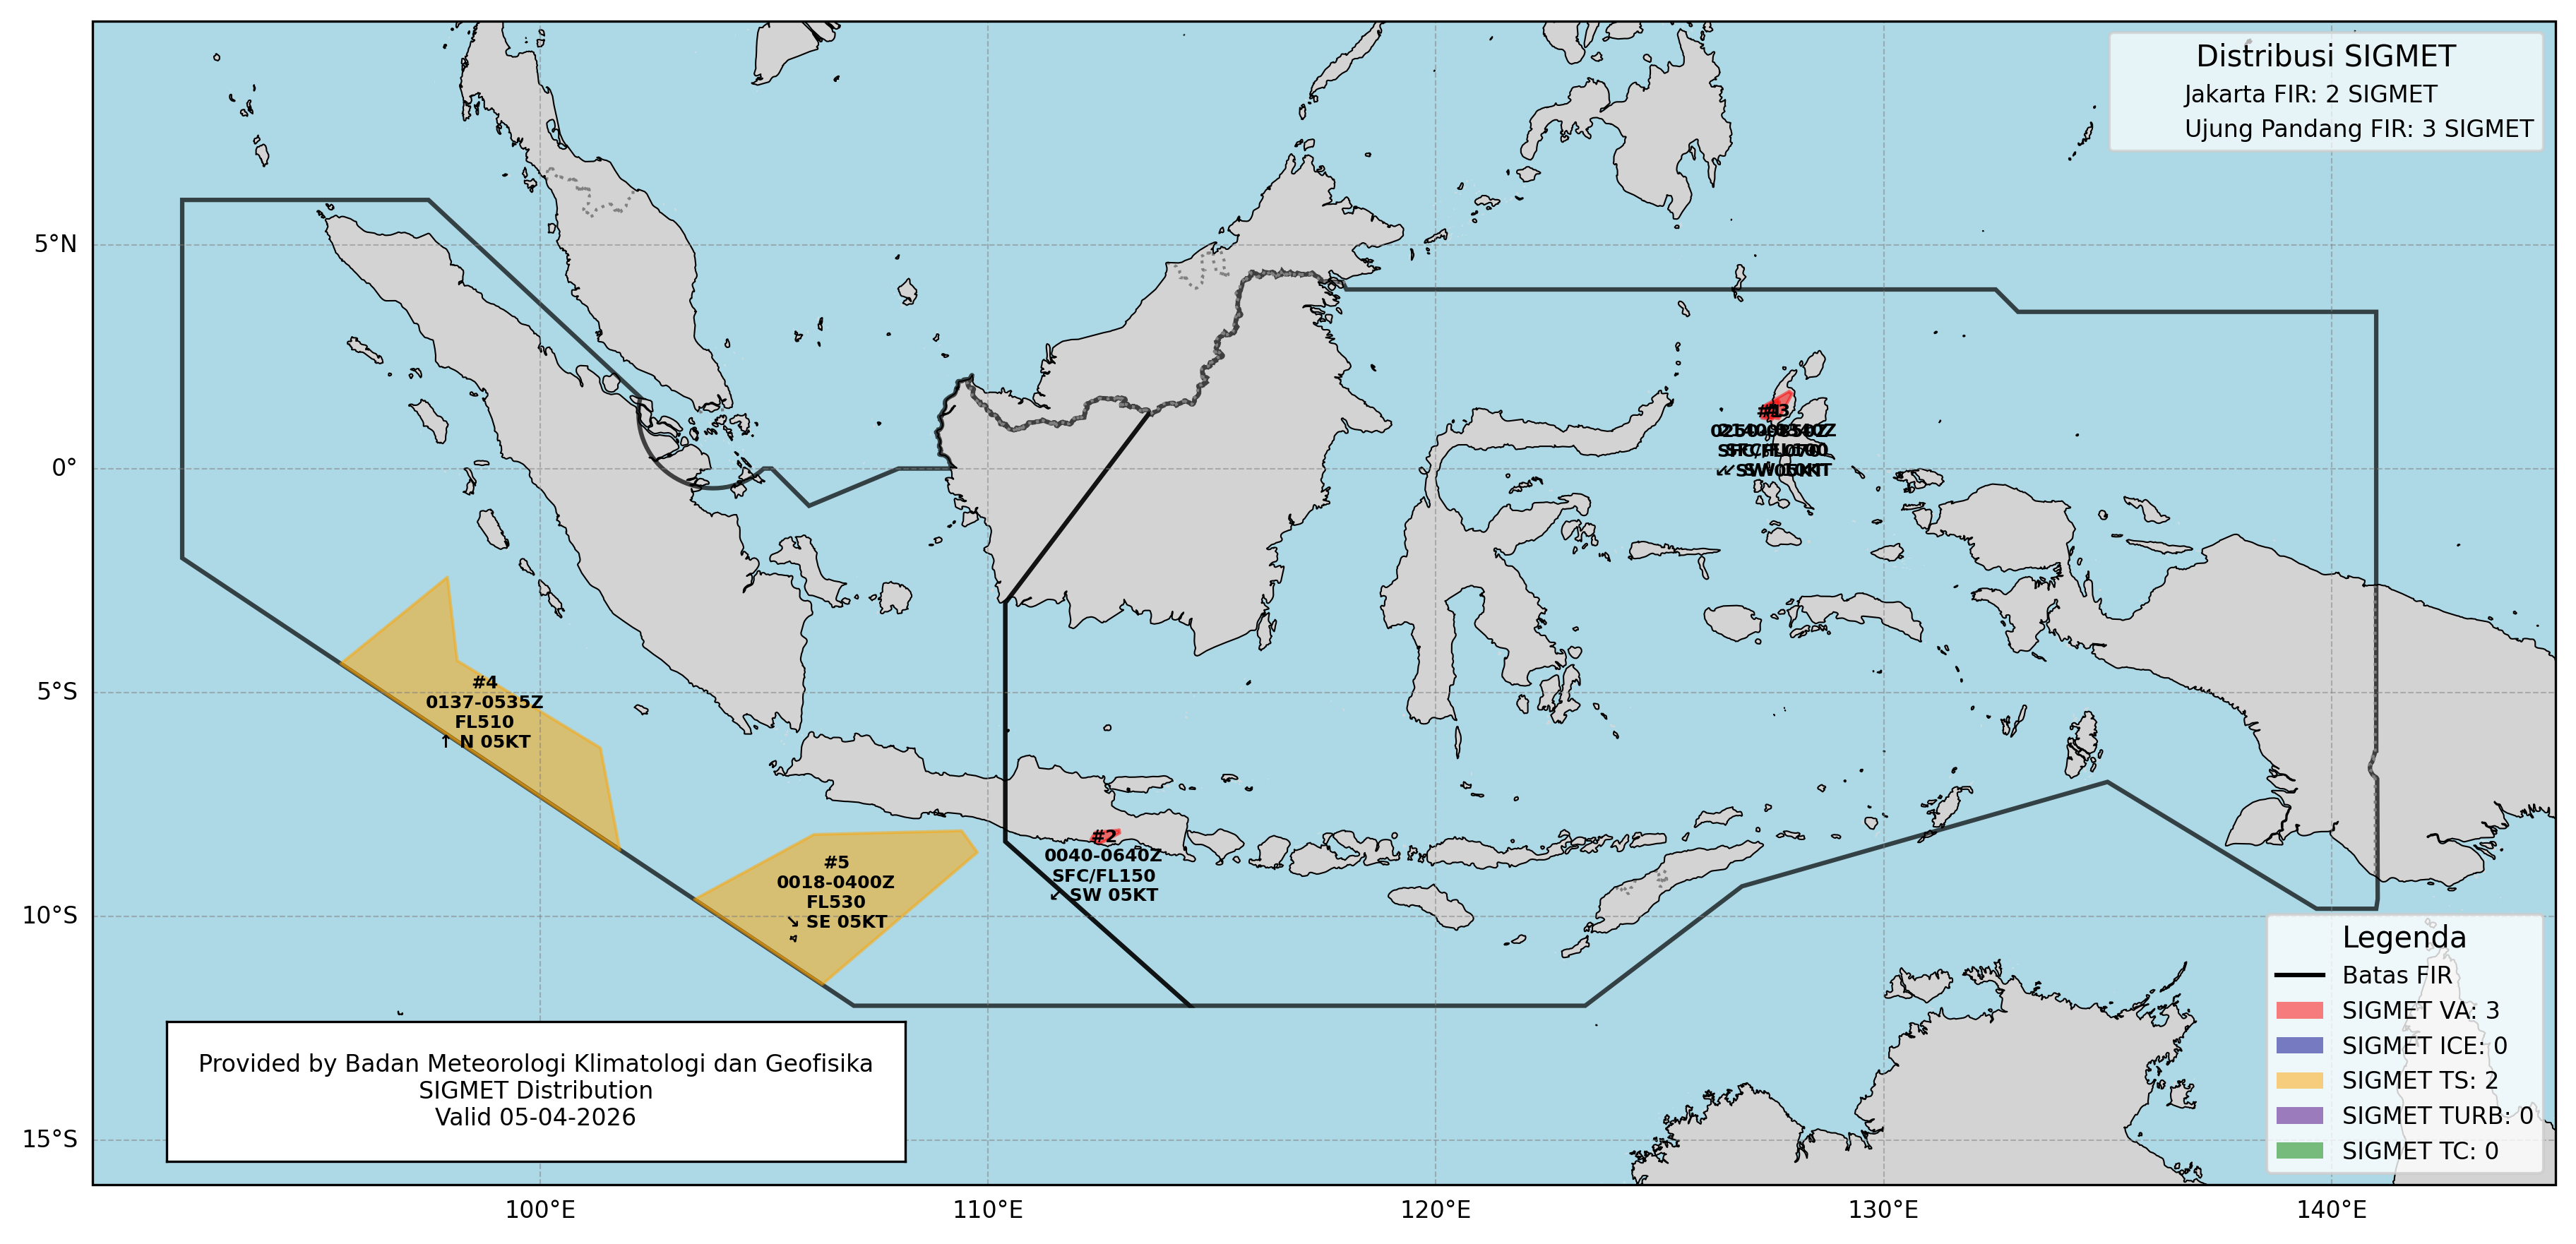 Distribusi SIGMET
Jakarta FIR: 2 SIGMET
Ujung Pandang FIR: 3 SIGMET
5°N
0°
5°S
10°S
15°S
#4
0137-0535Z
FL510
↑ N 05KT
#5
0018-0400Z
FL530
↘ SE 05KT
#2
0040-0640Z
SFC/FL150
↙ SW 05KT
Legenda
Batas FIR
SIGMET VA: 3
SIGMET ICE: 0
SIGMET TS: 2
SIGMET TURB: 0
SIGMET TC: 0
Provided by Badan Meteorologi Klimatologi dan Geofisika
SIGMET Distribution
Valid 05-04-2026
100°E
110°E
120°E
130°E
140°E